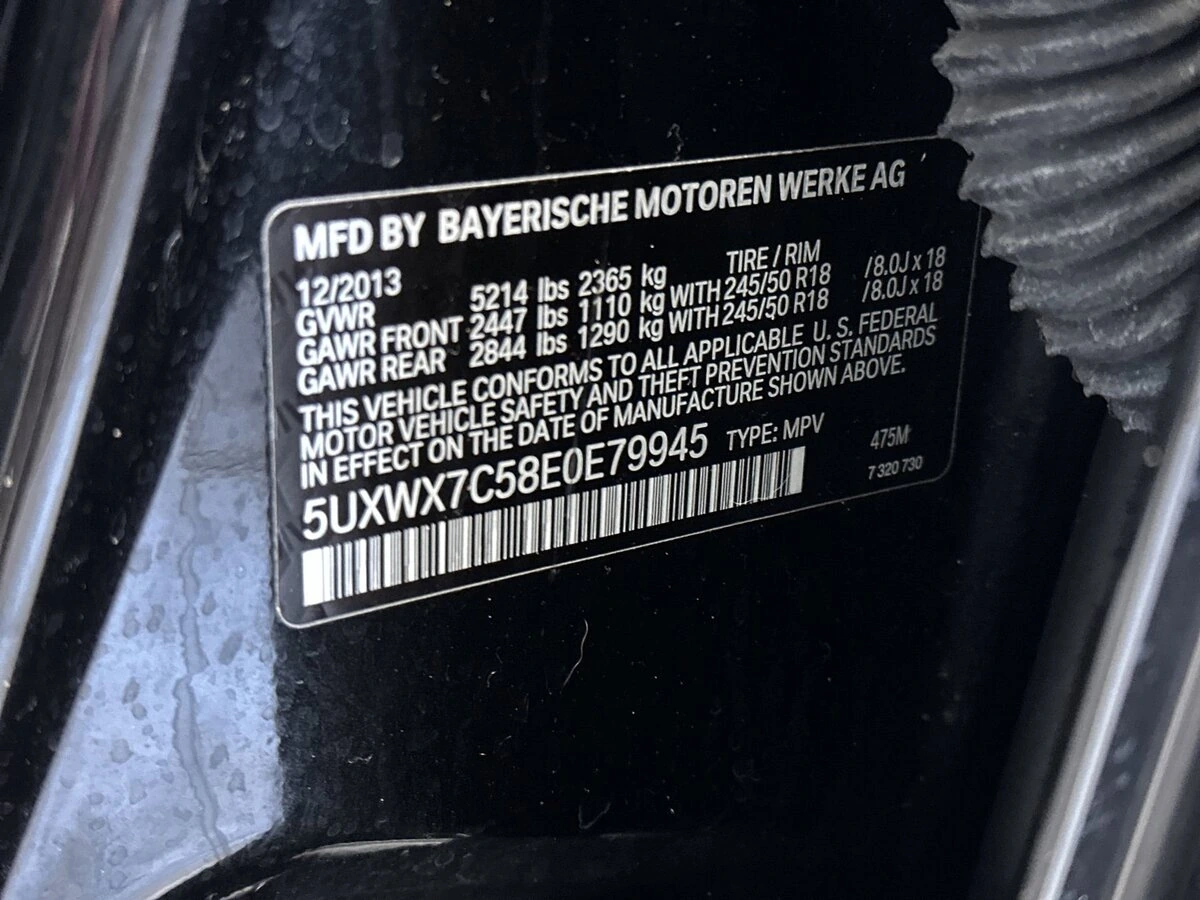 MFD BY BAYERISCHE MOTOREN WERKE AG
12/2013 TIRE / RIM
GVWR 5214 lbs 2365 kg
GAWR FRONT 2447 lbs 1110 kg WITH 245/50 R18 /8.0J x 18
GAWR REAR 2844 lbs 1290 kg WITH 245/50 R18 /8.0J x 18
THIS VEHICLE CONFORMS TO ALL APPLICABLE U. S. FEDERAL
MOTOR VEHICLE SAFETY AND THEFT PREVENTION STANDARDS
IN EFFECT ON THE DATE OF MANUFACTURE SHOWN ABOVE.
5UXWX7C58E0E79945 TYPE: MPV 475M
7 320 730